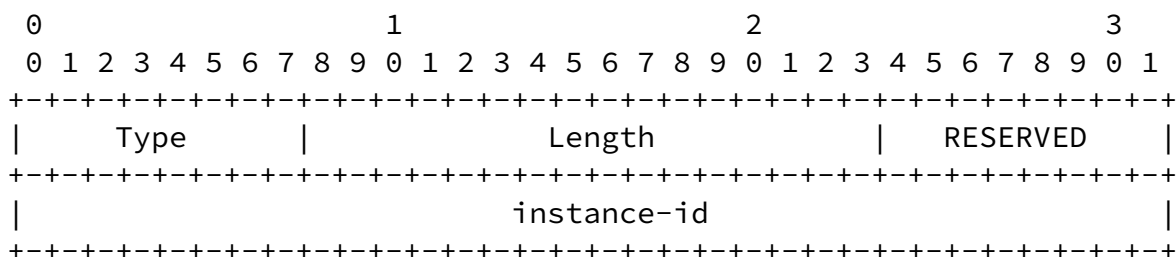 0                   1                   2                   3
 0 1 2 3 4 5 6 7 8 9 0 1 2 3 4 5 6 7 8 9 0 1 2 3 4 5 6 7 8 9 0 1
+-+-+-+-+-+-+-+-+-+-+-+-+-+-+-+-+-+-+-+-+-+-+-+-+-+-+-+-+-+-+-+-+
|     Type      |             Length            |   RESERVED    |
+-+-+-+-+-+-+-+-+-+-+-+-+-+-+-+-+-+-+-+-+-+-+-+-+-+-+-+-+-+-+-+-+
|                           instance-id                         |
+-+-+-+-+-+-+-+-+-+-+-+-+-+-+-+-+-+-+-+-+-+-+-+-+-+-+-+-+-+-+-+-+